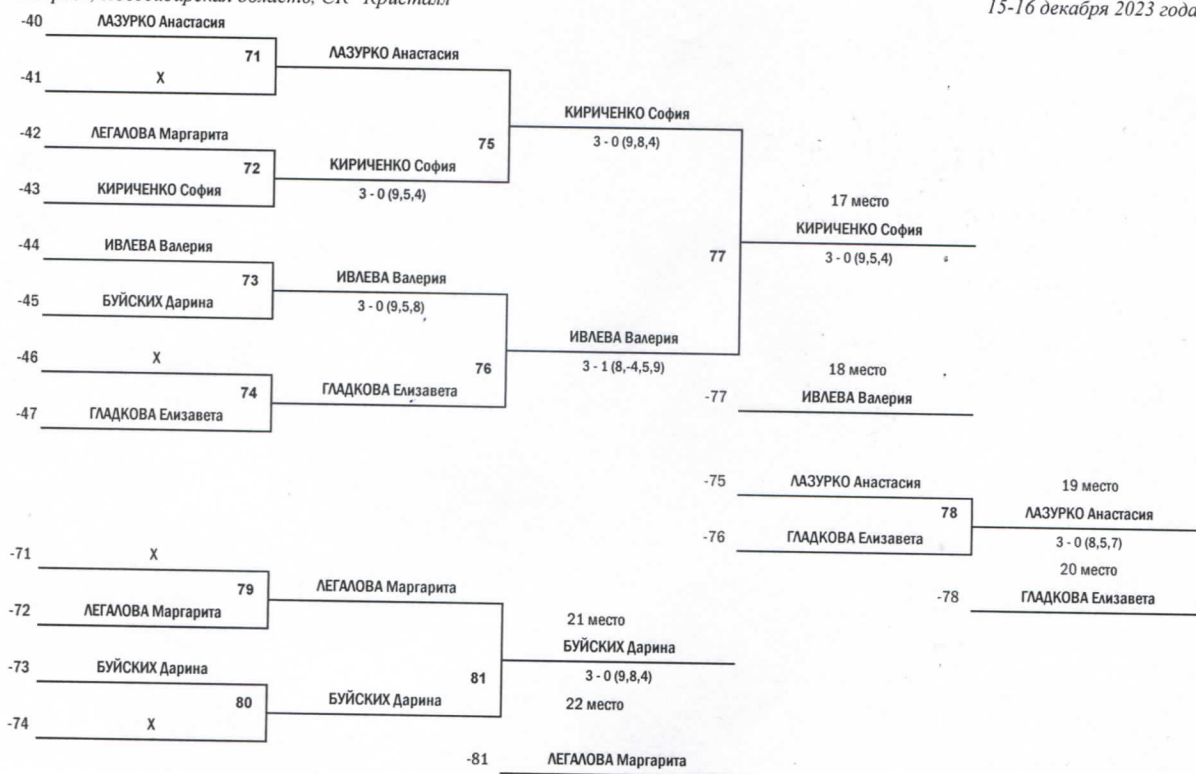 Новосибирская область, СК "Кристалл"
15-16 декабря 2023 года
-40 ЛАЗУРКО Анастасия
71 ЛАЗУРКО Анастасия
-41 X
КИРИЧЕНКО София
-42 ЛЕГАЛОВА Маргарита
75 3 - 0 (9,8,4)
72 КИРИЧЕНКО София
-43 КИРИЧЕНКО София
3 - 0 (9,5,4)
17 место
КИРИЧЕНКО София
-44 ИВЛЕВА Валерия
77 3 - 0 (9,5,4)
73 ИВЛЕВА Валерия
-45 БУЙСКИХ Дарина
3 - 0 (9,5,8)
ИВЛЕВА Валерия
-46 X
76 3 - 1 (8,-4,5,9)
18 место
74 ГЛАДКОВА Елизавета
-77 ИВЛЕВА Валерия
-47 ГЛАДКОВА Елизавета
-75 ЛАЗУРКО Анастасия
19 место
78 ЛАЗУРКО Анастасия
-76 ГЛАДКОВА Елизавета
3 - 0 (8,5,7)
-71 X
20 место
79 ЛЕГАЛОВА Маргарита
-78 ГЛАДКОВА Елизавета
-72 ЛЕГАЛОВА Маргарита
21 место
БУЙСКИХ Дарина
-73 БУЙСКИХ Дарина
81 3 - 0 (9,8,4)
80 БУЙСКИХ Дарина
22 место
-74 X
-81 ЛЕГАЛОВА Маргарита